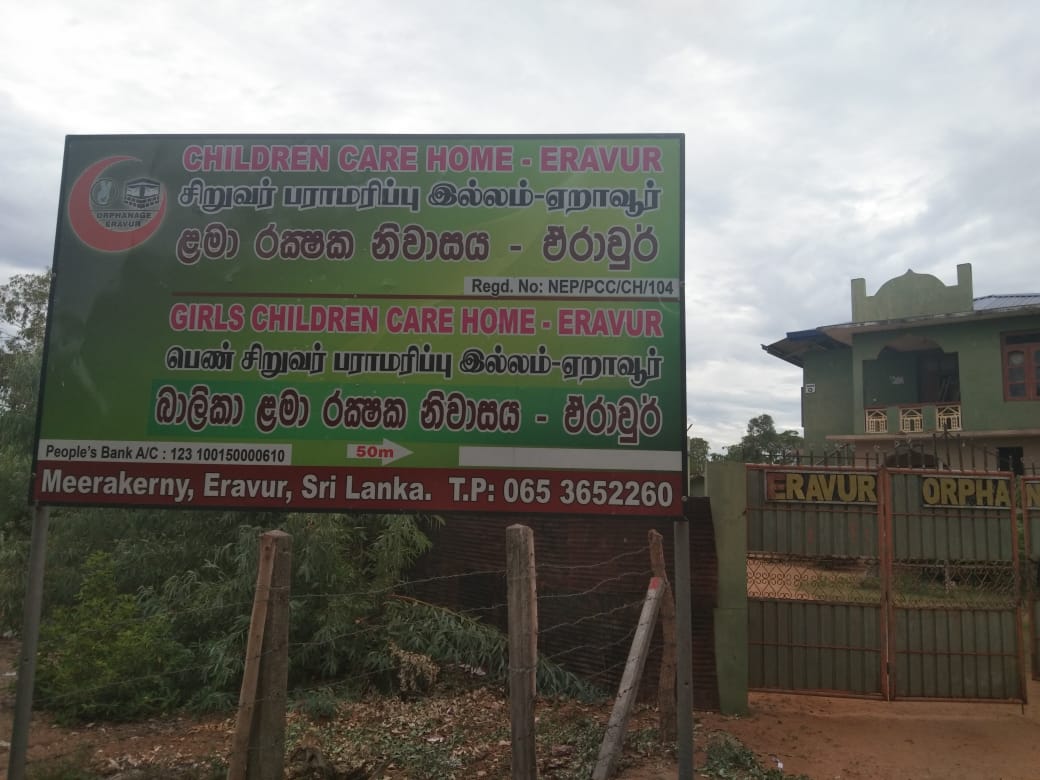 CHILDREN CARE HOME - ERAVUR
சிறுவர் பராமரிப்பு இல்லம்-ஏறாவூர்
ළමා රක්ෂක නිවාසය - ඒරාවුර්
ORPHANAGE
ERAVUR
Regd. No: NEP/PCC/CH/104
GIRLS CHILDREN CARE HOME - ERAVUR
பெண் சிறுவர் பராமரிப்பு இல்லம்-ஏறாவூர்
බාලිකා ළමා රක්ෂක නිවාසය - ඒරාවුර්
People's Bank A/C : 123 100150000610
50m
Meerakerny, Eravur, Sri Lanka. T.P: 065 3652260
ERAVUR ORPHAN